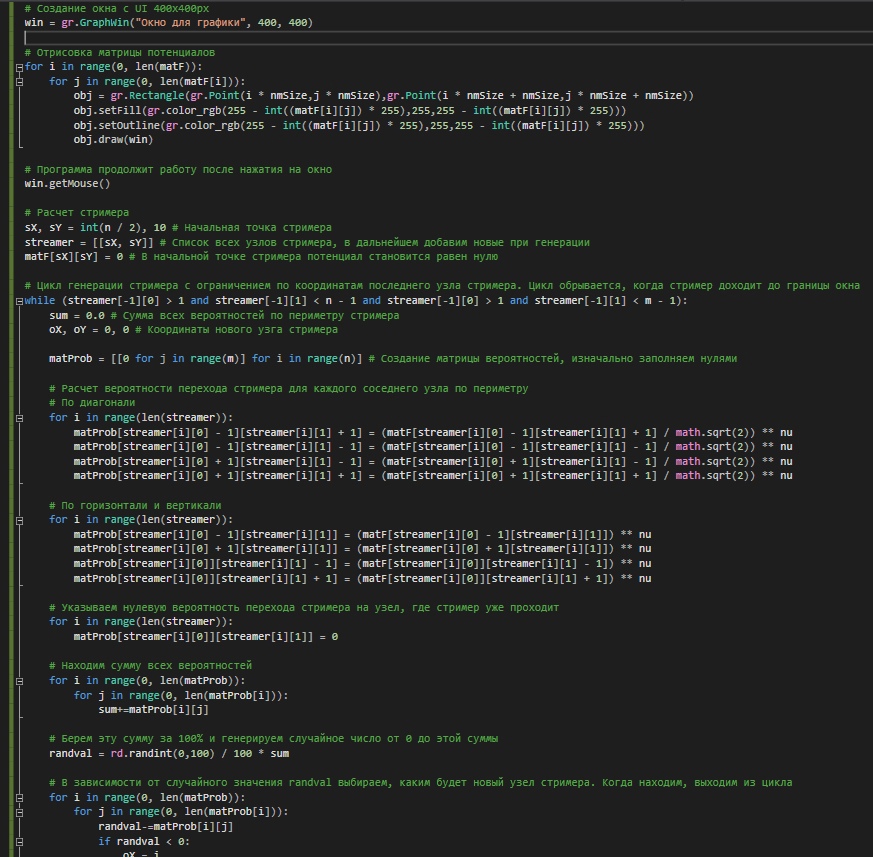 # Создание окна с UI 400x400px
win = gr.GraphWin("Окно для графики", 400, 400)
# Отрисовка матрицы потенциалов
for i in range(0, len(matF)):
    for j in range(0, len(matF[i])):
        obj = gr.Rectangle(gr.Point(i * nmSize,j * nmSize),gr.Point(i * nmSize + nmSize,j * nmSize + nmSize))
        obj.setFill(gr.color_rgb(255 - int((matF[i][j]) * 255),255,255 - int((matF[i][j]) * 255)))
        obj.setOutline(gr.color_rgb(255 - int((matF[i][j]) * 255),255,255 - int((matF[i][j]) * 255)))
        obj.draw(win)
# Программа продолжит работу после нажатия на окно
win.getMouse()
# Расчет стримера
sX, sY = int(n / 2), 10 # Начальная точка стримера
streamer = [[sX, sY]] # Список всех узлов стримера, в дальнейшем добавим новые при генерации
matF[sX][sY] = 0 # В начальной точке стримера потенциал становится равен нулю
# Цикл генерации стримера с ограничением по координатам последнего узла стримера. Цикл обрывается, когда стример доходит до границы окна
while (streamer[-1][0] > 1 and streamer[-1][1] < n - 1 and streamer[-1][0] > 1 and streamer[-1][1] < m - 1):
    sum = 0.0 # Сумма всех вероятностей по периметру стримера
    oX, oY = 0, 0 # Координаты нового узга стримера
    matProb = [[0 for j in range(m)] for i in range(n)] # Создание матрицы вероятностей, изначально заполняем нулями
    # Расчет вероятности перехода стримера для каждого соседнего узла по периметру
    # По диагонали
    for i in range(len(streamer)):
        matProb[streamer[i][0] - 1][streamer[i][1] + 1] = (matF[streamer[i][0] - 1][streamer[i][1] + 1] / math.sqrt(2)) ** nu
        matProb[streamer[i][0] - 1][streamer[i][1] - 1] = (matF[streamer[i][0] - 1][streamer[i][1] - 1] / math.sqrt(2)) ** nu
        matProb[streamer[i][0] + 1][streamer[i][1] - 1] = (matF[streamer[i][0] + 1][streamer[i][1] - 1] / math.sqrt(2)) ** nu
        matProb[streamer[i][0] + 1][streamer[i][1] + 1] = (matF[streamer[i][0] + 1][streamer[i][1] + 1] / math.sqrt(2)) ** nu
    # По горизонтали и вертикали
    for i in range(len(streamer)):
        matProb[streamer[i][0] - 1][streamer[i][1]] = (matF[streamer[i][0] - 1][streamer[i][1]]) ** nu
        matProb[streamer[i][0] + 1][streamer[i][1]] = (matF[streamer[i][0] + 1][streamer[i][1]]) ** nu
        matProb[streamer[i][0]][streamer[i][1] - 1] = (matF[streamer[i][0]][streamer[i][1] - 1]) ** nu
        matProb[streamer[i][0]][streamer[i][1] + 1] = (matF[streamer[i][0]][streamer[i][1] + 1]) ** nu
    # Указываем нулевую вероятность перехода стримера на узел, где стример уже проходит
    for i in range(len(streamer)):
        matProb[streamer[i][0]][streamer[i][1]] = 0
    # Находим сумму всех вероятностей
    for i in range(0, len(matProb)):
        for j in range(0, len(matProb[i])):
            sum+=matProb[i][j]
    # Берем эту сумму за 100% и генерируем случайное число от 0 до этой суммы
    randval = rd.randint(0,100) / 100 * sum
    # В зависимости от случайного значения randval выбираем, каким будет новый узел стримера. Когда находим, выходим из цикла
    for i in range(0, len(matProb)):
        for j in range(0, len(matProb[i])):
            randval-=matProb[i][j]
            if randval < 0:
                oX = i